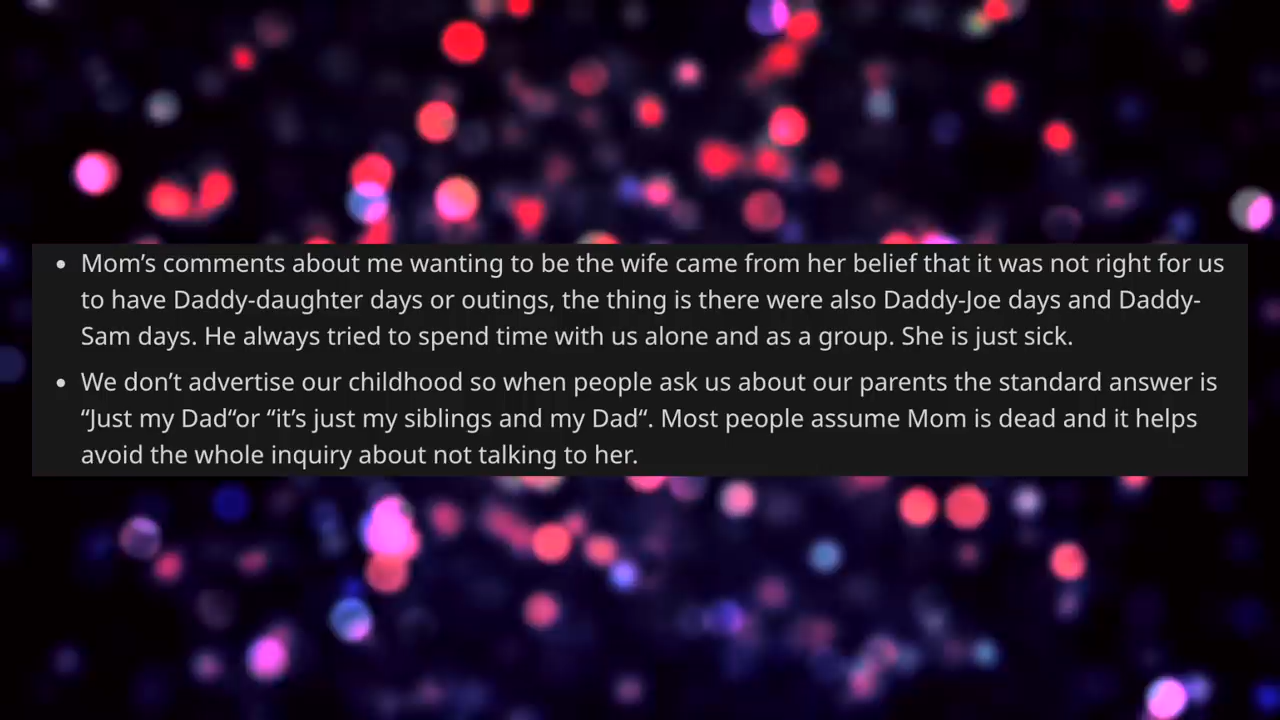 • Mom’s comments about me wanting to be the wife came from her belief that it was not right for us
to have Daddy-daughter days or outings, the thing is there were also Daddy-Joe days and Daddy-
Sam days. He always tried to spend time with us alone and as a group. She is just sick.
• We don’t advertise our childhood so when people ask us about our parents the standard answer is
“Just my Dad“or “it’s just my siblings and my Dad“. Most people assume Mom is dead and it helps
avoid the whole inquiry about not talking to her.